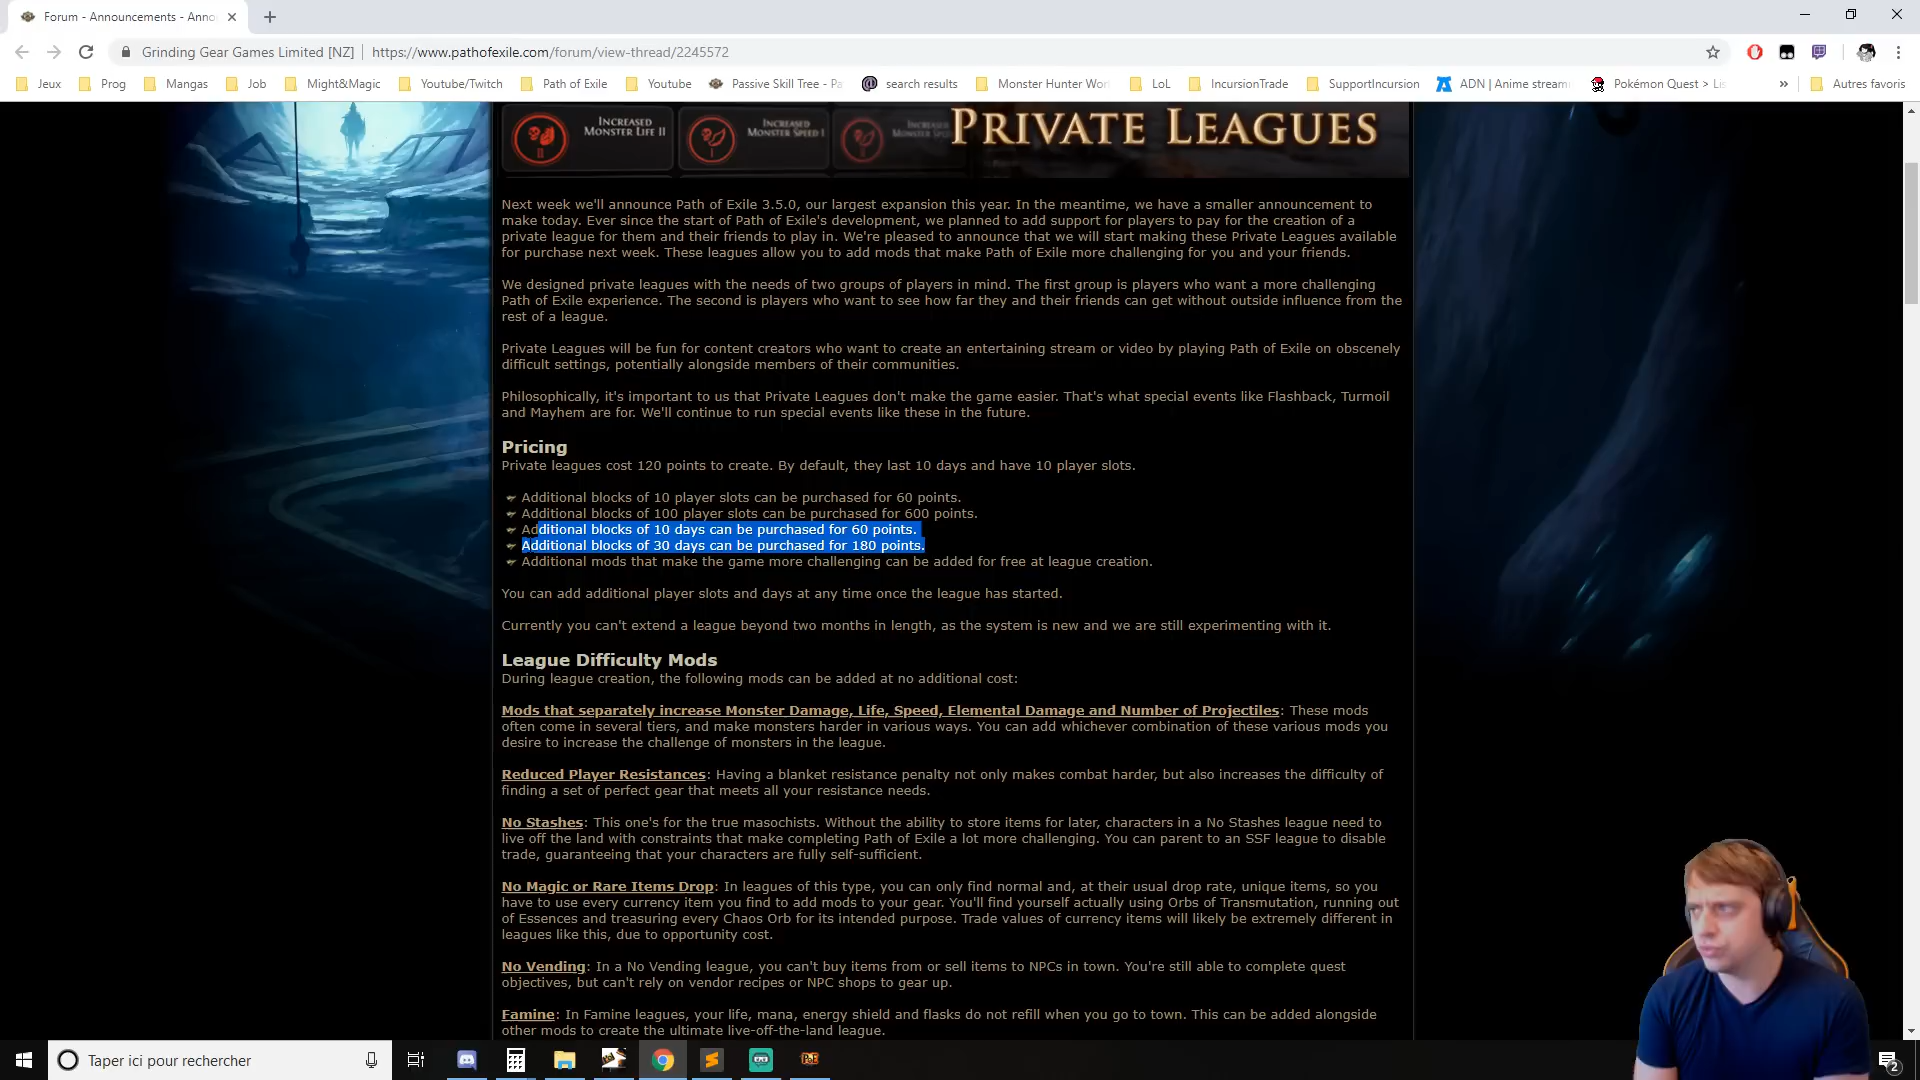 Forum - Announcements - Anno
Grinding Gear Games Limited [NZ] https://www.pathofexile.com/forum/view-thread/2245572
Jeux Prog Mangas Job Might&Magic Youtube/Twitch Path of Exile Youtube Passive Skill Tree - Pa search results Monster Hunter Wor LoL IncursionTrade SupportIncursion ADN | Anime stream Pokémon Quest > Lis » Autres favoris
INCREASED MONSTER LIFE II
INCREASED MONSTER SPEED I
INCREASED MONSTER
PRIVATE LEAGUES
Next week we'll announce Path of Exile 3.5.0, our largest expansion this year. In the meantime, we have a smaller announcement to
make today. Ever since the start of Path of Exile's development, we planned to add support for players to pay for the creation of a
private league for them and their friends to play in. We're pleased to announce that we will start making these Private Leagues available
for purchase next week. These leagues allow you to add mods that make Path of Exile more challenging for you and your friends.
We designed private leagues with the needs of two groups of players in mind. The first group is players who want a more challenging
Path of Exile experience. The second is players who want to see how far they and their friends can get without outside influence from the
rest of a league.
Private Leagues will be fun for content creators who want to create an entertaining stream or video by playing Path of Exile on obscenely
difficult settings, potentially alongside members of their communities.
Philosophically, it's important to us that Private Leagues don't make the game easier. That's what special events like Flashback, Turmoil
and Mayhem are for. We'll continue to run special events like these in the future.
Pricing
Private leagues cost 120 points to create. By default, they last 10 days and have 10 player slots.
Additional blocks of 10 player slots can be purchased for 60 points.
Additional blocks of 100 player slots can be purchased for 600 points.
Additional blocks of 10 days can be purchased for 60 points.
Additional blocks of 30 days can be purchased for 180 points.
Additional mods that make the game more challenging can be added for free at league creation.
You can add additional player slots and days at any time once the league has started.
Currently you can't extend a league beyond two months in length, as the system is new and we are still experimenting with it.
League Difficulty Mods
During league creation, the following mods can be added at no additional cost:
Mods that separately increase Monster Damage, Life, Speed, Elemental Damage and Number of Projectiles: These mods
often come in several tiers, and make monsters harder in various ways. You can add whichever combination of these various mods you
desire to increase the challenge of monsters in the league.
Reduced Player Resistances: Having a blanket resistance penalty not only makes combat harder, but also increases the difficulty of
finding a set of perfect gear that meets all your resistance needs.
No Stashes: This one's for the true masochists. Without the ability to store items for later, characters in a No Stashes league need to
live off the land with constraints that make completing Path of Exile a lot more challenging. You can parent to an SSF league to disable
trade, guaranteeing that your characters are fully self-sufficient.
No Magic or Rare Items Drop: In leagues of this type, you can only find normal and, at their usual drop rate, unique items, so you
have to use every currency item you find to add mods to your gear. You'll find yourself actually using Orbs of Transmutation, running out
of Essences and treasuring every Chaos Orb for its intended purpose. Trade values of currency items will likely be extremely different in
leagues like this, due to opportunity cost.
No Vending: In a No Vending league, you can't buy items from or sell items to NPCs in town. You're still able to complete quest
objectives, but can't rely on vendor recipes or NPC shops to gear up.
Famine: In Famine leagues, your life, mana, energy shield and flasks do not refill when you go to town. This can be added alongside
other mods to create the ultimate live-off-the-land league.
Taper ici pour rechercher
2